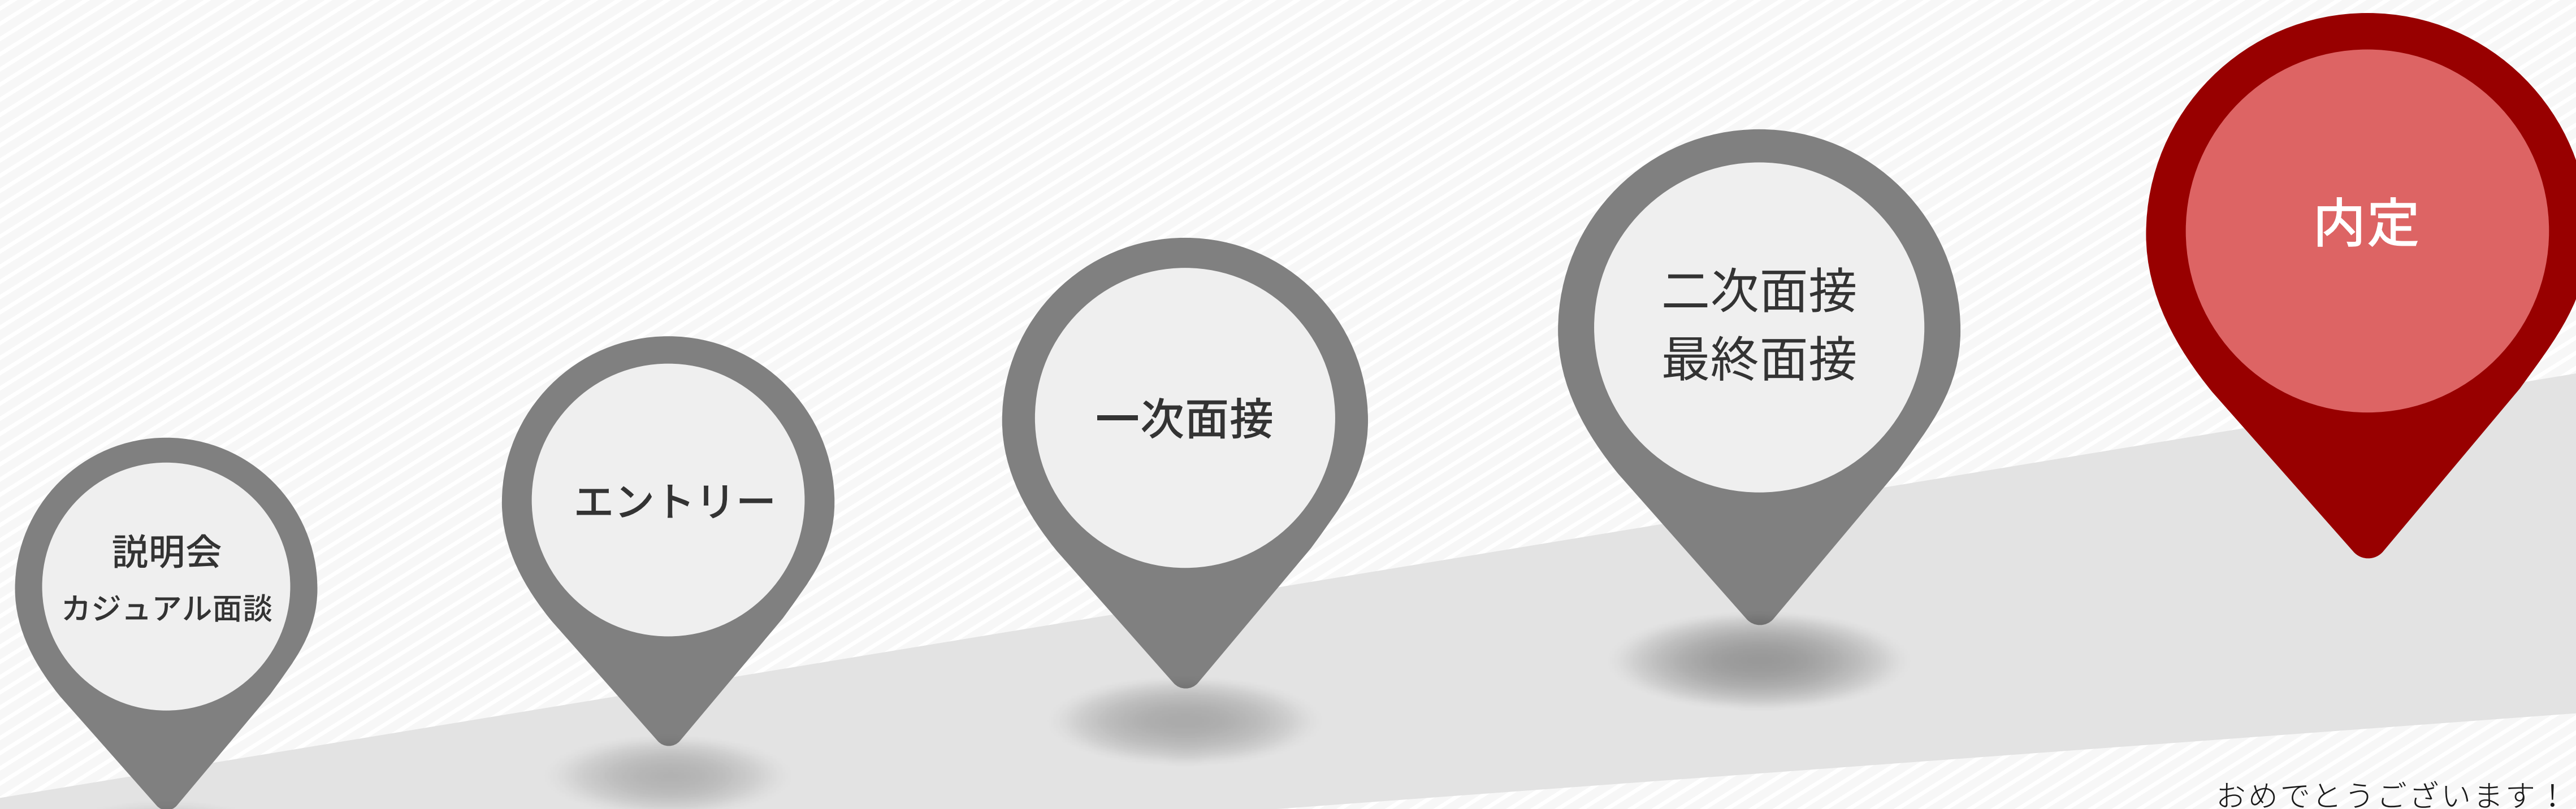 説明会
カジュアル面談
エントリー
一次面接
二次面接
最終面接
内定
おめでとうございます！